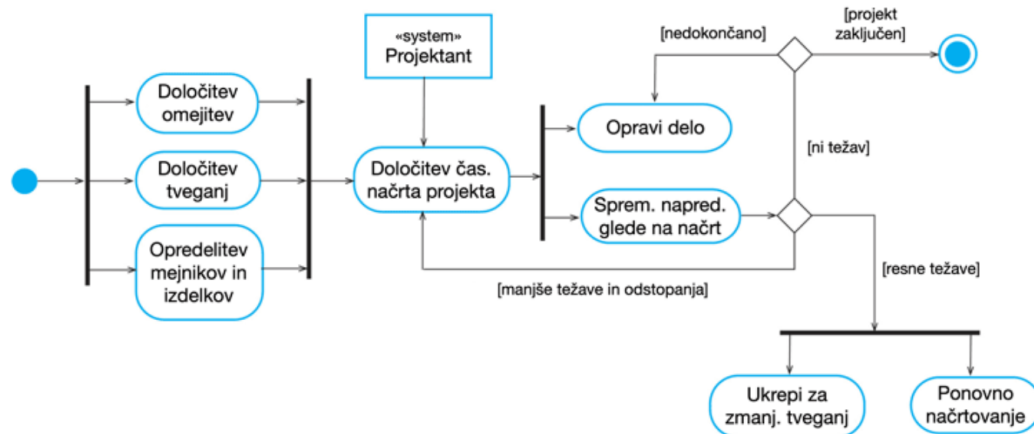 «system»
Projektant
[nedokončano]
[projekt
zaključen]
Določitev
omejitev
Opravi delo
[ni težav]
Določitev
tveganj
Določitev čas.
načrta projekta
Sprem. napred.
glede na načrt
Opredelitev
mejnikov in
izdelkov
[manjše težave in odstopanja]
[resne težave]
Ukrepi za
zmanj. tveganj
Ponovno
načrtovanje